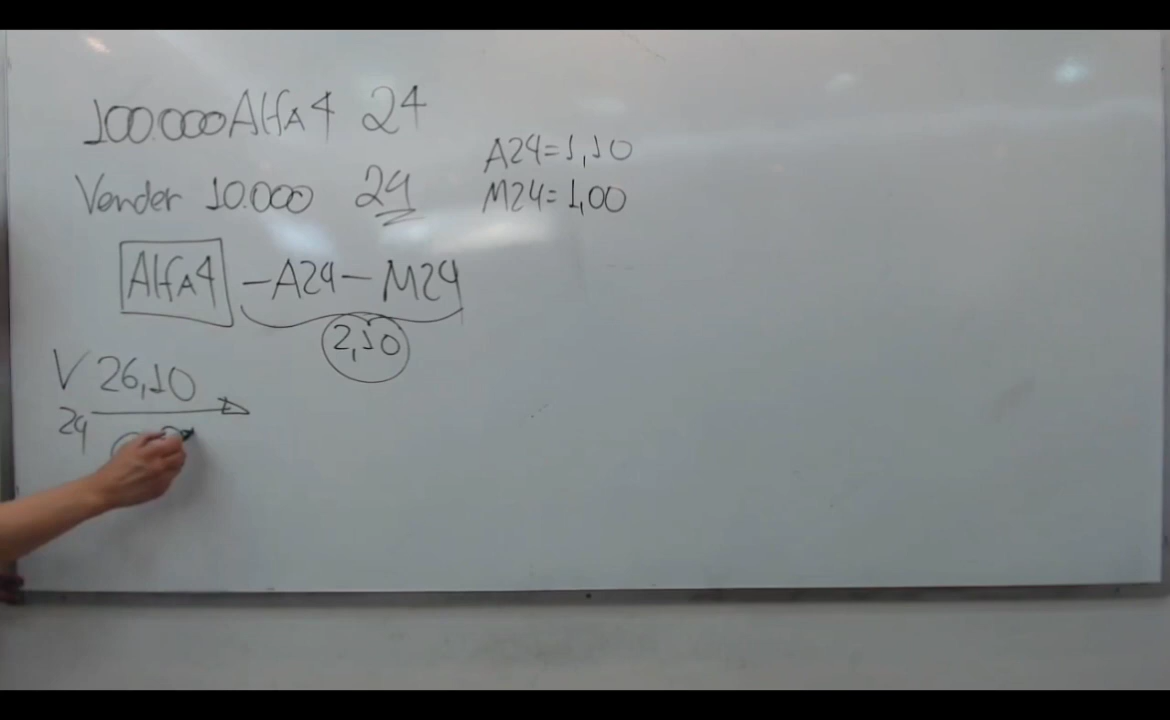 100.000 Alfa4 24
Vender 10.000 24
A24=1,10
M24=1,00
Alfa4 -A24-M24
2,10
V 26,10
24